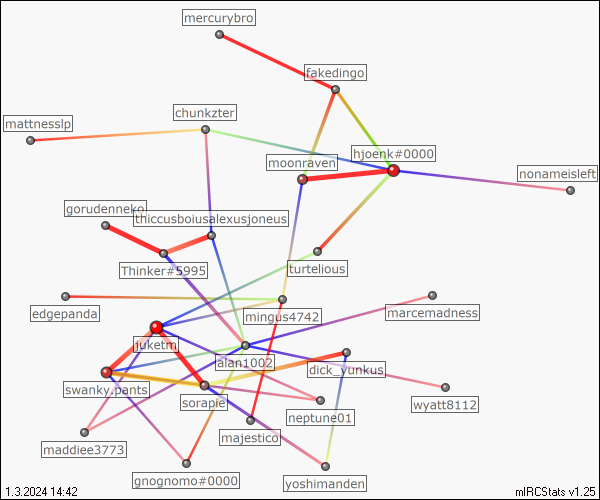 mercurybro
fakedingo
chunkzter
mattnesslp
hjoenk#0000
moonraven
nonameisleft
gorudenneko
thiccusboiusalexusjoneus
Thinker#5995
turtelious
edgepanda
mingus4742
marcemadness
juketm
alan1002
dick_vunkus
swanky.pants
sorapie
wyatt8112
neptune01
majestico
maddiee3773
gnognomo#0000
yoshimanden
1.3.2024 14:42
mIRCStats v1.25